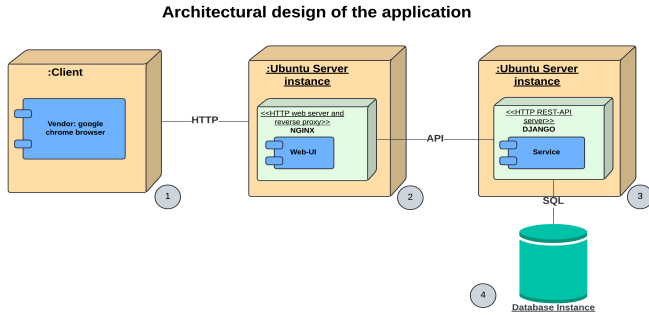 Architectural design of the application
:Client
Vendor: google
chrome browser
1
HTTP
:Ubuntu Server
instance
<<HTTP web server and
reverse proxy>>
NGINX
Web-UI
2
API
:Ubuntu Server
instance
<<HTTP REST-API
server>>
DJANGO
Service
3
SQL
4
Database Instance